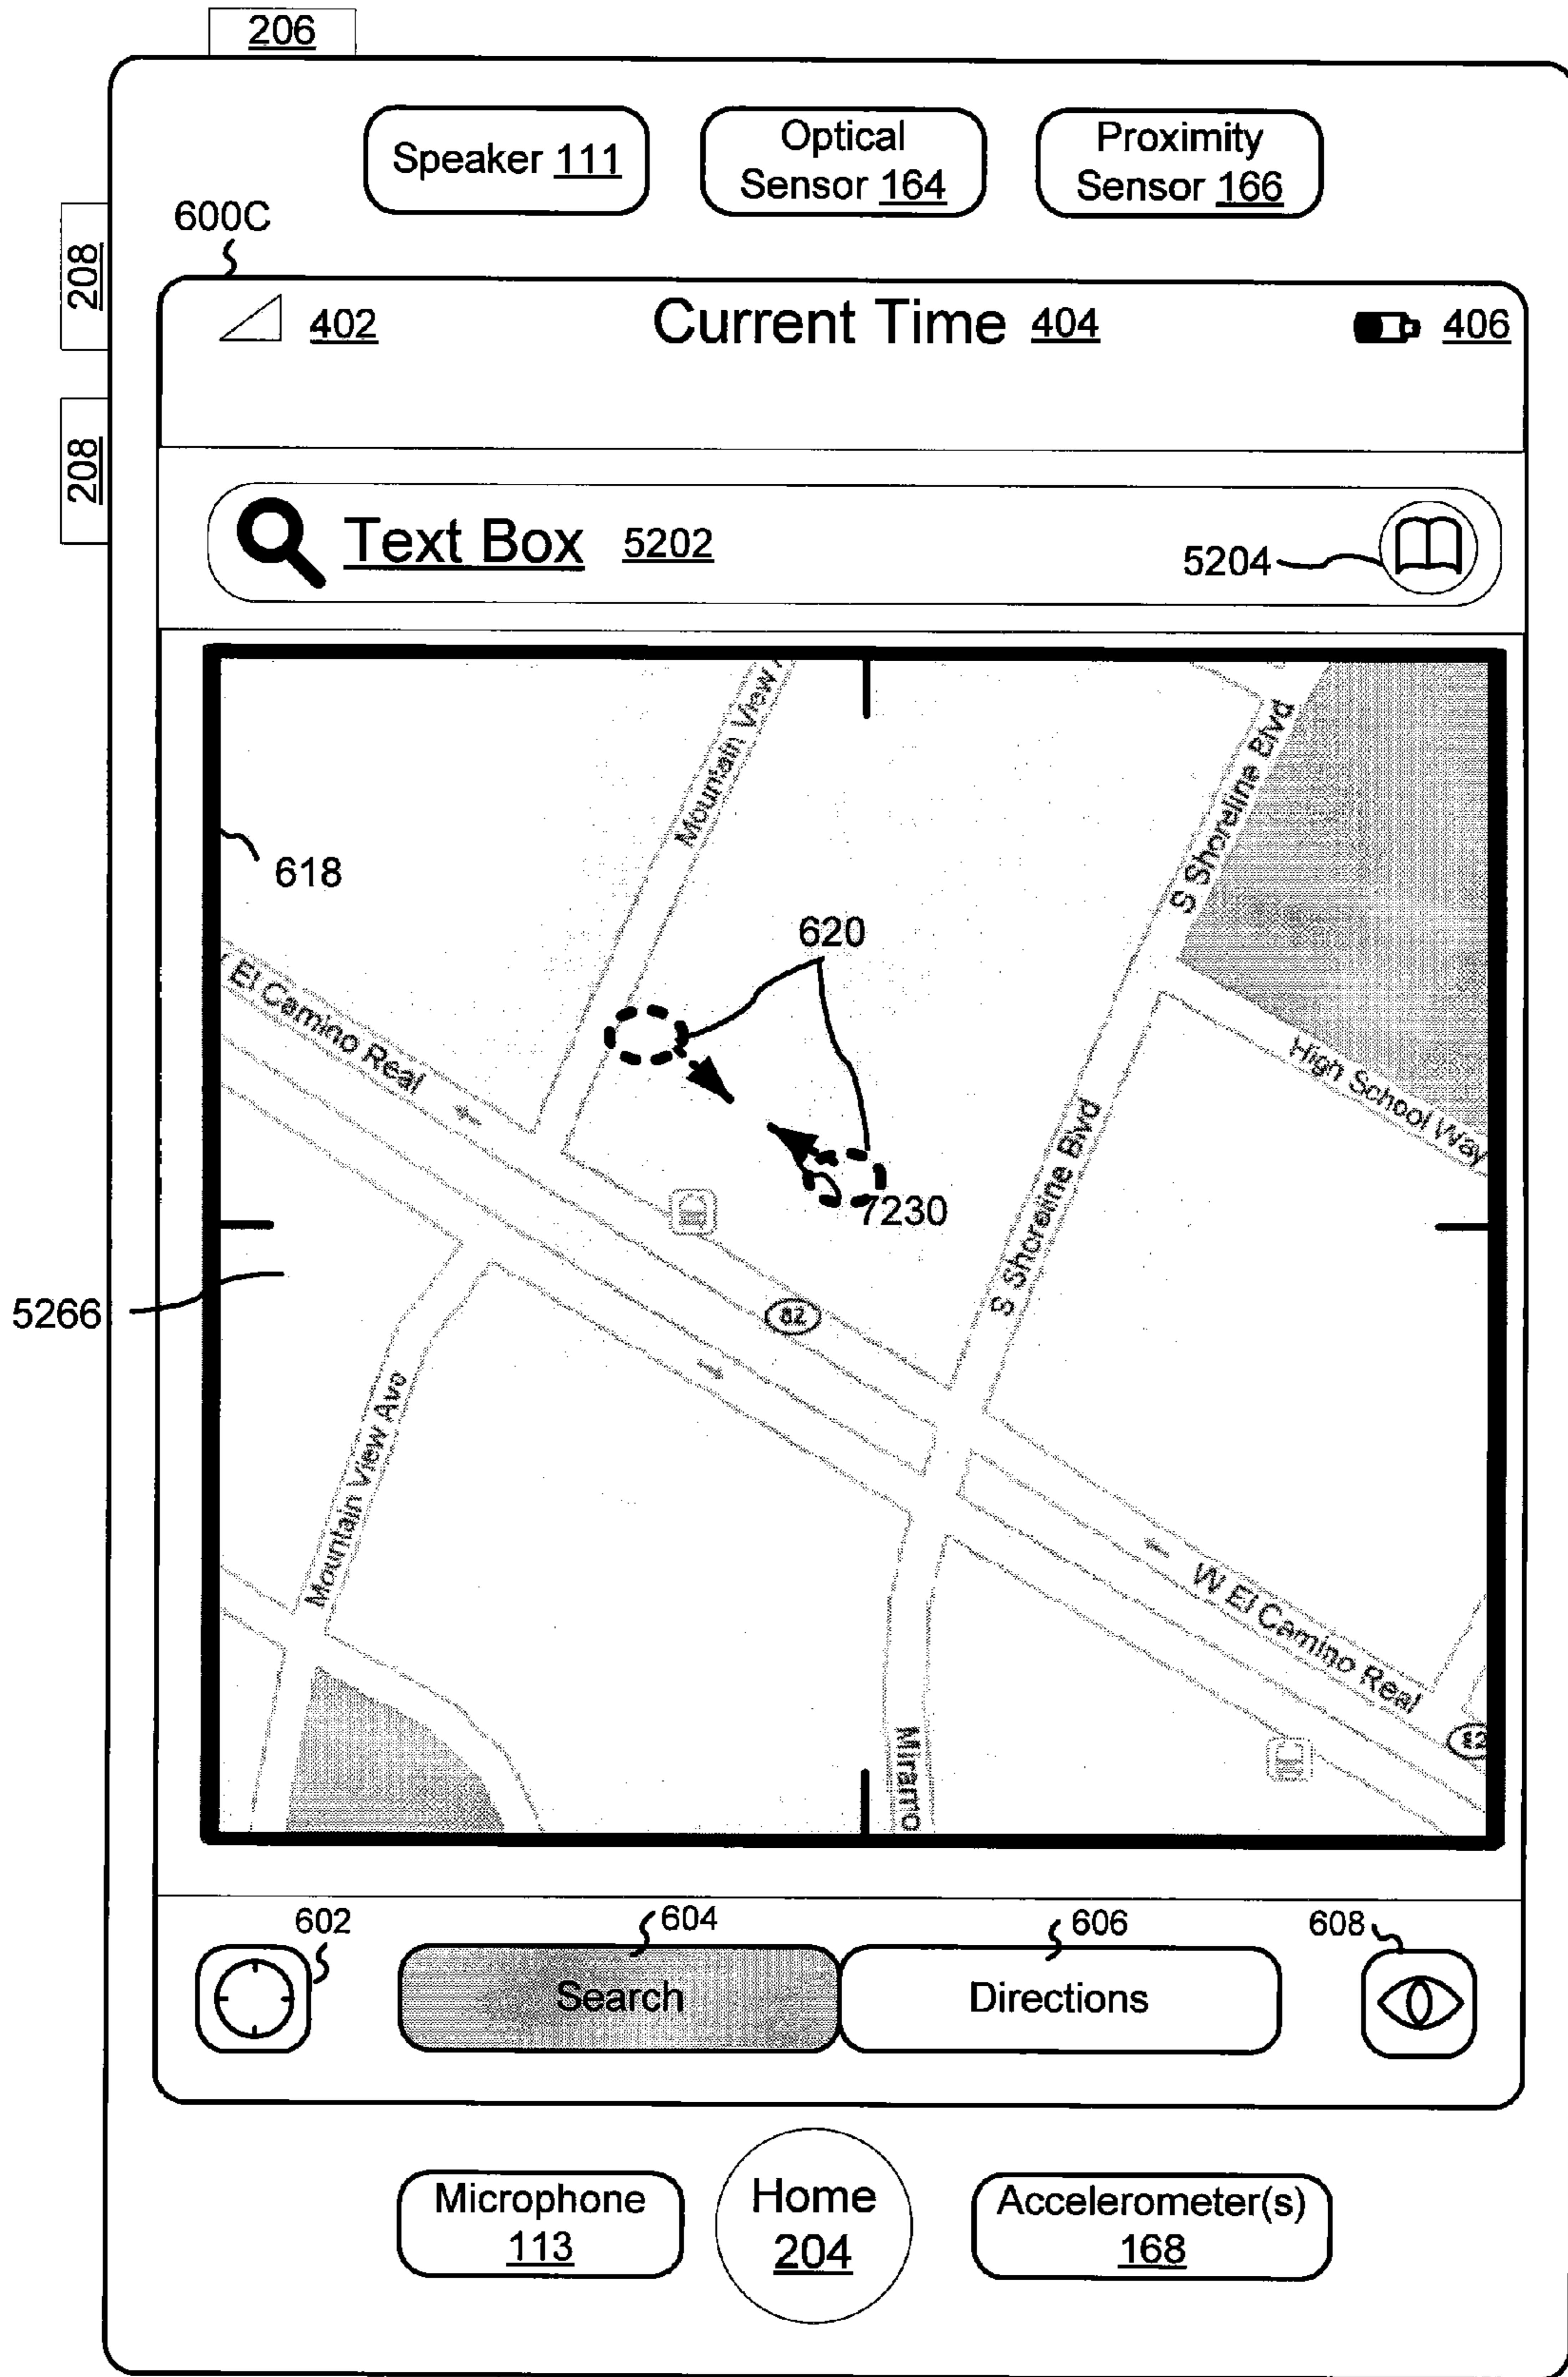 206
Speaker 111
Optical
Sensor 164
Proximity
Sensor 166
600C
208
402
Current Time 404
406
208
Text Box 5202
5204
Mountain View
S Shoreline Blvd
618
620
El Camino Real
High School Way
7230
S Shoreline Blvd
5266
82
Mountain View Ave
W El Camino Real
Miramo
82
602
604
606
608
Search
Directions
Microphone
113
Home
204
Accelerometer(s)
168